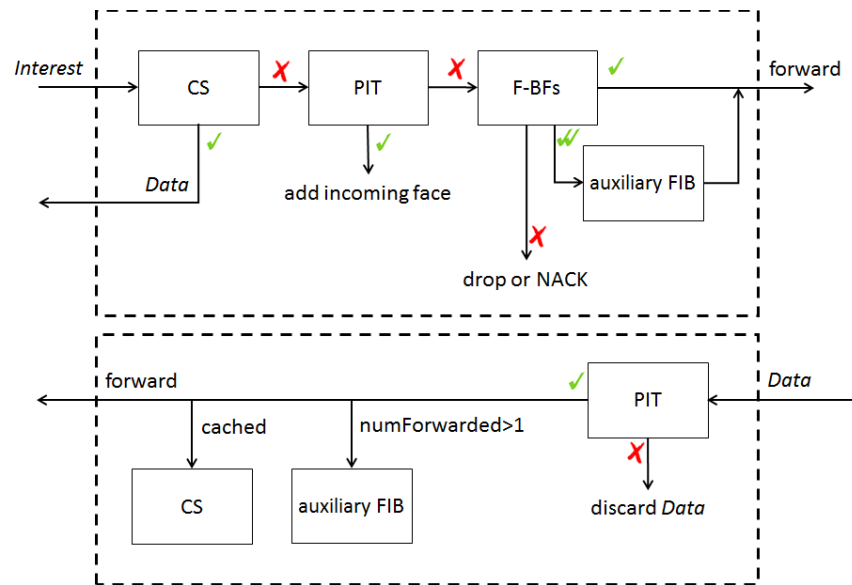 Interest
CS
PIT
F-BFs
forward
Data
add incoming face
auxiliary FIB
drop or NACK
forward
PIT
Data
cached
numForwarded>1
CS
auxiliary FIB
discard Data